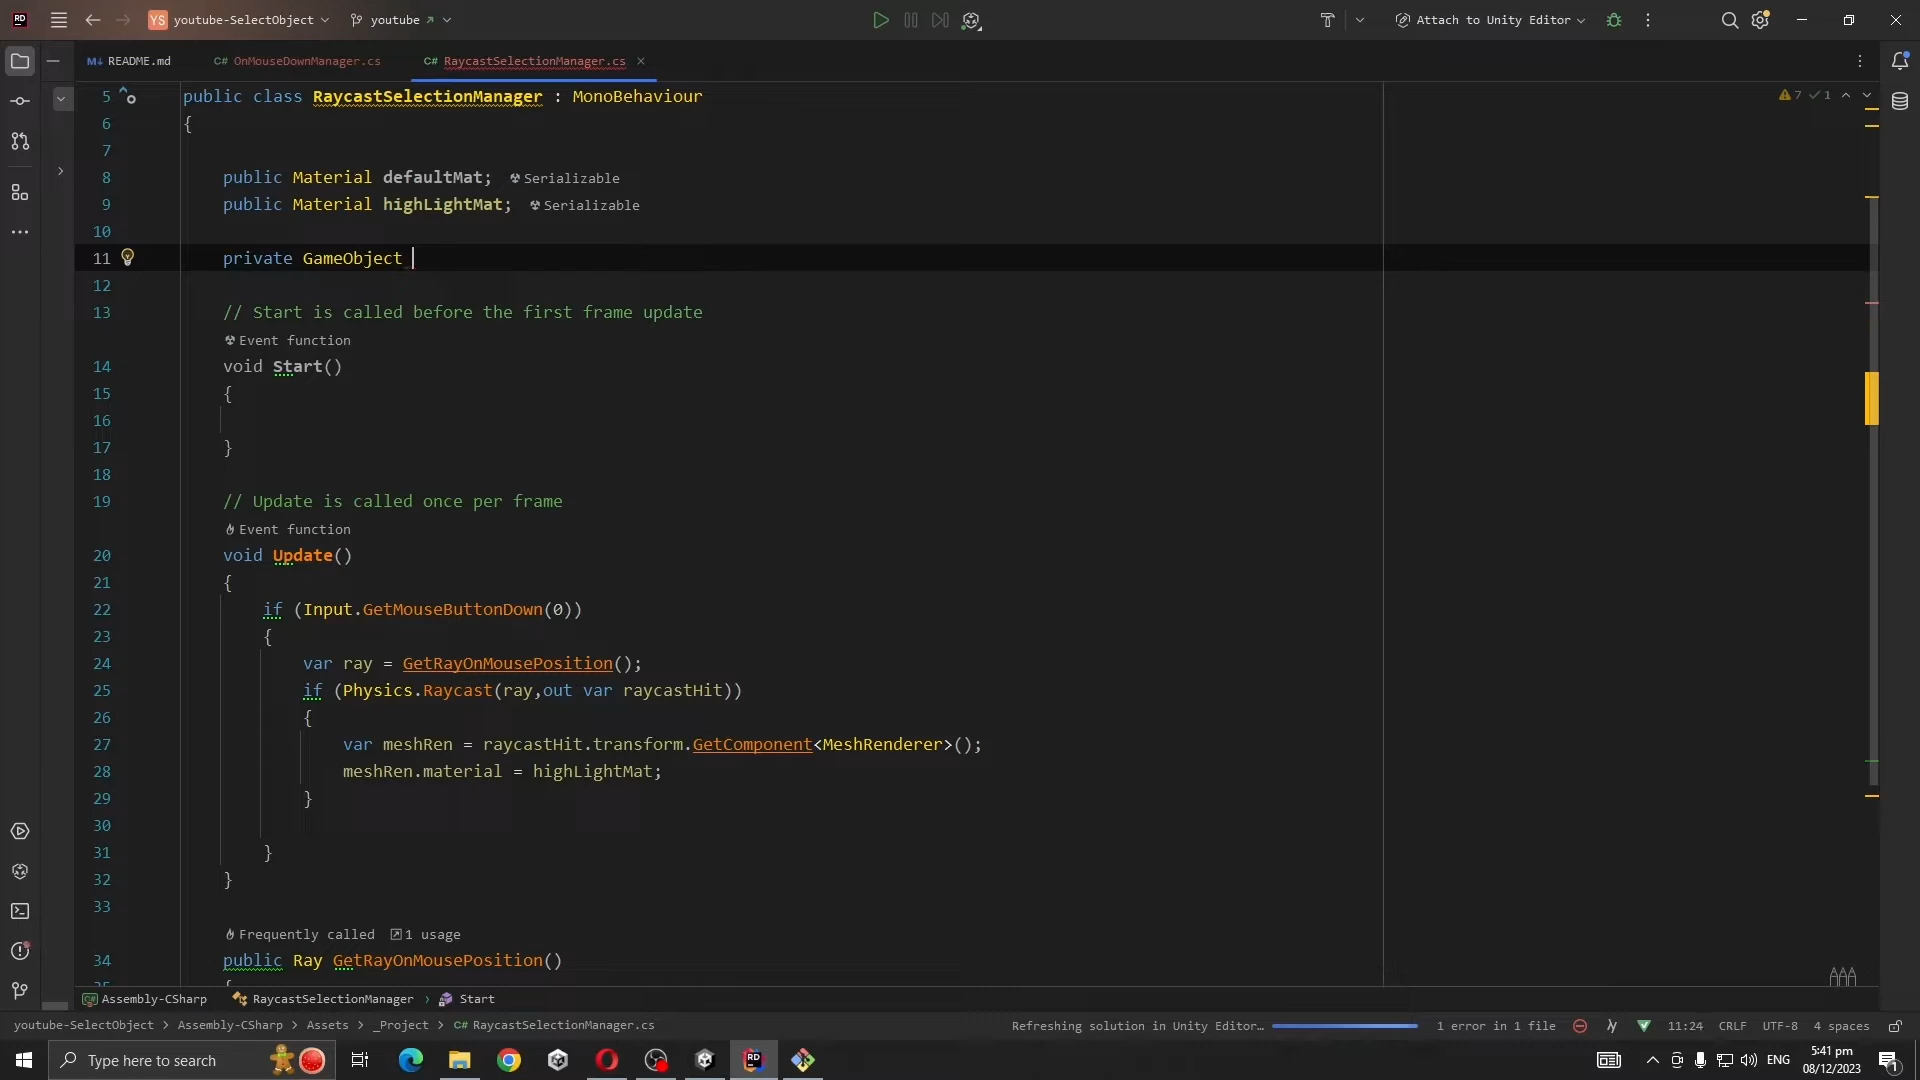 RD YS youtube-SelectObject youtube Attach to Unity Editor
README.md C# OnMouseDownManager.cs C# RaycastSelectionManager.cs
5 public class RaycastSelectionManager : MonoBehaviour 7 1
6 {
7
8 public Material defaultMat; Serializable
9 public Material highLightMat; Serializable
10
11 private GameObject
12
13 // Start is called before the first frame update
Event function
14 void Start()
15 {
16
17 }
18
19 // Update is called once per frame
Event function
20 void Update()
21 {
22 if (Input.GetMouseButtonDown(0))
23 {
24 var ray = GetRayOnMousePosition();
25 if (Physics.Raycast(ray,out var raycastHit))
26 {
27 var meshRen = raycastHit.transform.GetComponent<MeshRenderer>();
28 meshRen.material = highLightMat;
29 }
30
31 }
32 }
33
Frequently called 1 usage
34 public Ray GetRayOnMousePosition()
{
C# Assembly-CSharp RaycastSelectionManager › Start
youtube-SelectObject › Assembly-CSharp › Assets › _Project › C# RaycastSelectionManager.cs Refreshing solution in Unity Editor... 1 error in 1 file 11:24 CRLF UTF-8 4 spaces
Type here to search RD ENG 5:41 pm
08/12/2023 1